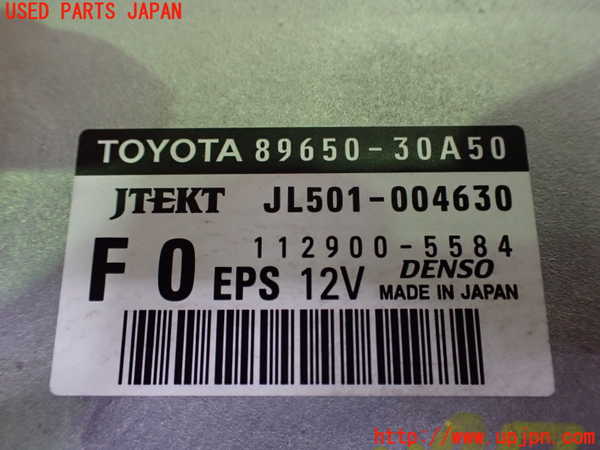 USED PARTS JAPAN
TOYOTA 89650-30A50
JTEKT JL501-004630
112900-5584
F0 EPS 12V DENSO
MADE IN JAPAN
http://www.upjpn.com